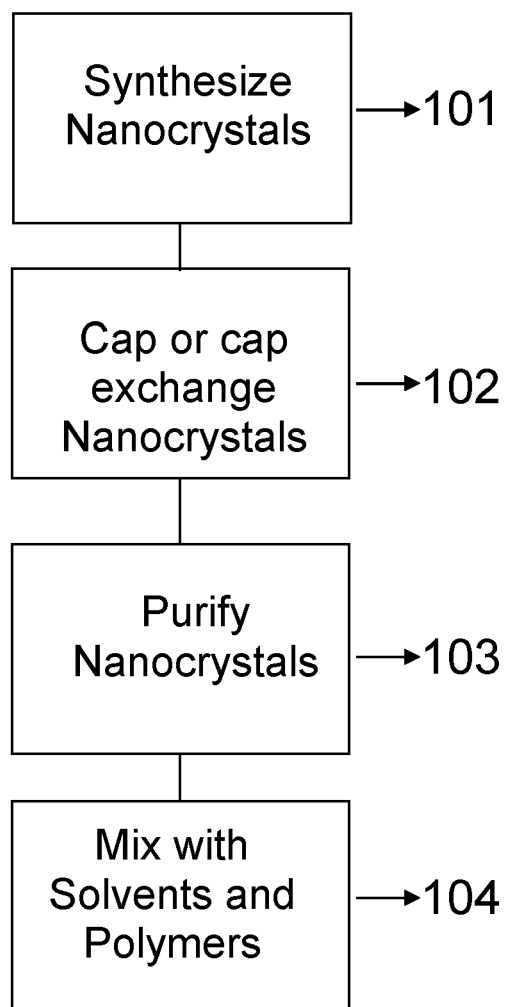 Synthesize
Nanocrystals
101
Cap or cap
exchange
Nanocrystals
102
Purify
Nanocrystals
103
Mix with
Solvents and
Polymers
104